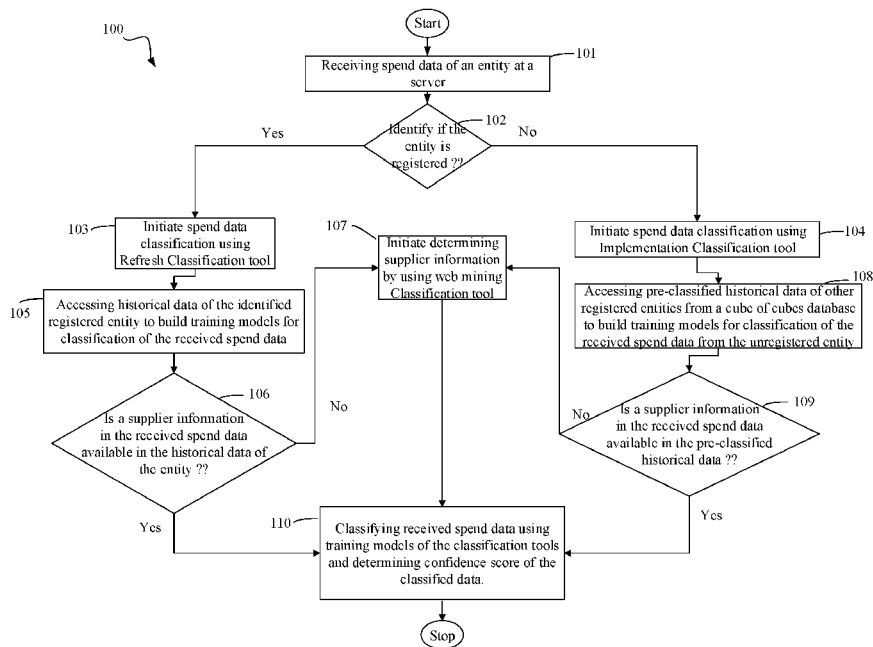 100
Start
101
Receiving spend data of an entity at a
server
102
Identify if the
entity is
registered ??
Yes
No
103
Initiate spend data
classification using
Refresh Classification tool
107
Initiate determining
supplier information
by using web mining
Classification tool
Initiate spend data classification using
Implementation Classification tool
104
105
Accessing historical data of the identified
registered entity to build training models for
classification of the received spend data
108
Accessing pre-classified historical data of other
registered entities from a cube of cubes database
to build training models for classification of the
received spend data from the unregistered entity
106
Is a supplier information
in the received spend data
available in the historical data of
the entity ??
No
109
Is a supplier information
in the received spend data
available in the pre-classified
historical data ??
No
Yes
Yes
110
Classifying received spend data using
training models of the classification tools
and determining confidence score of the
classified data.
Stop